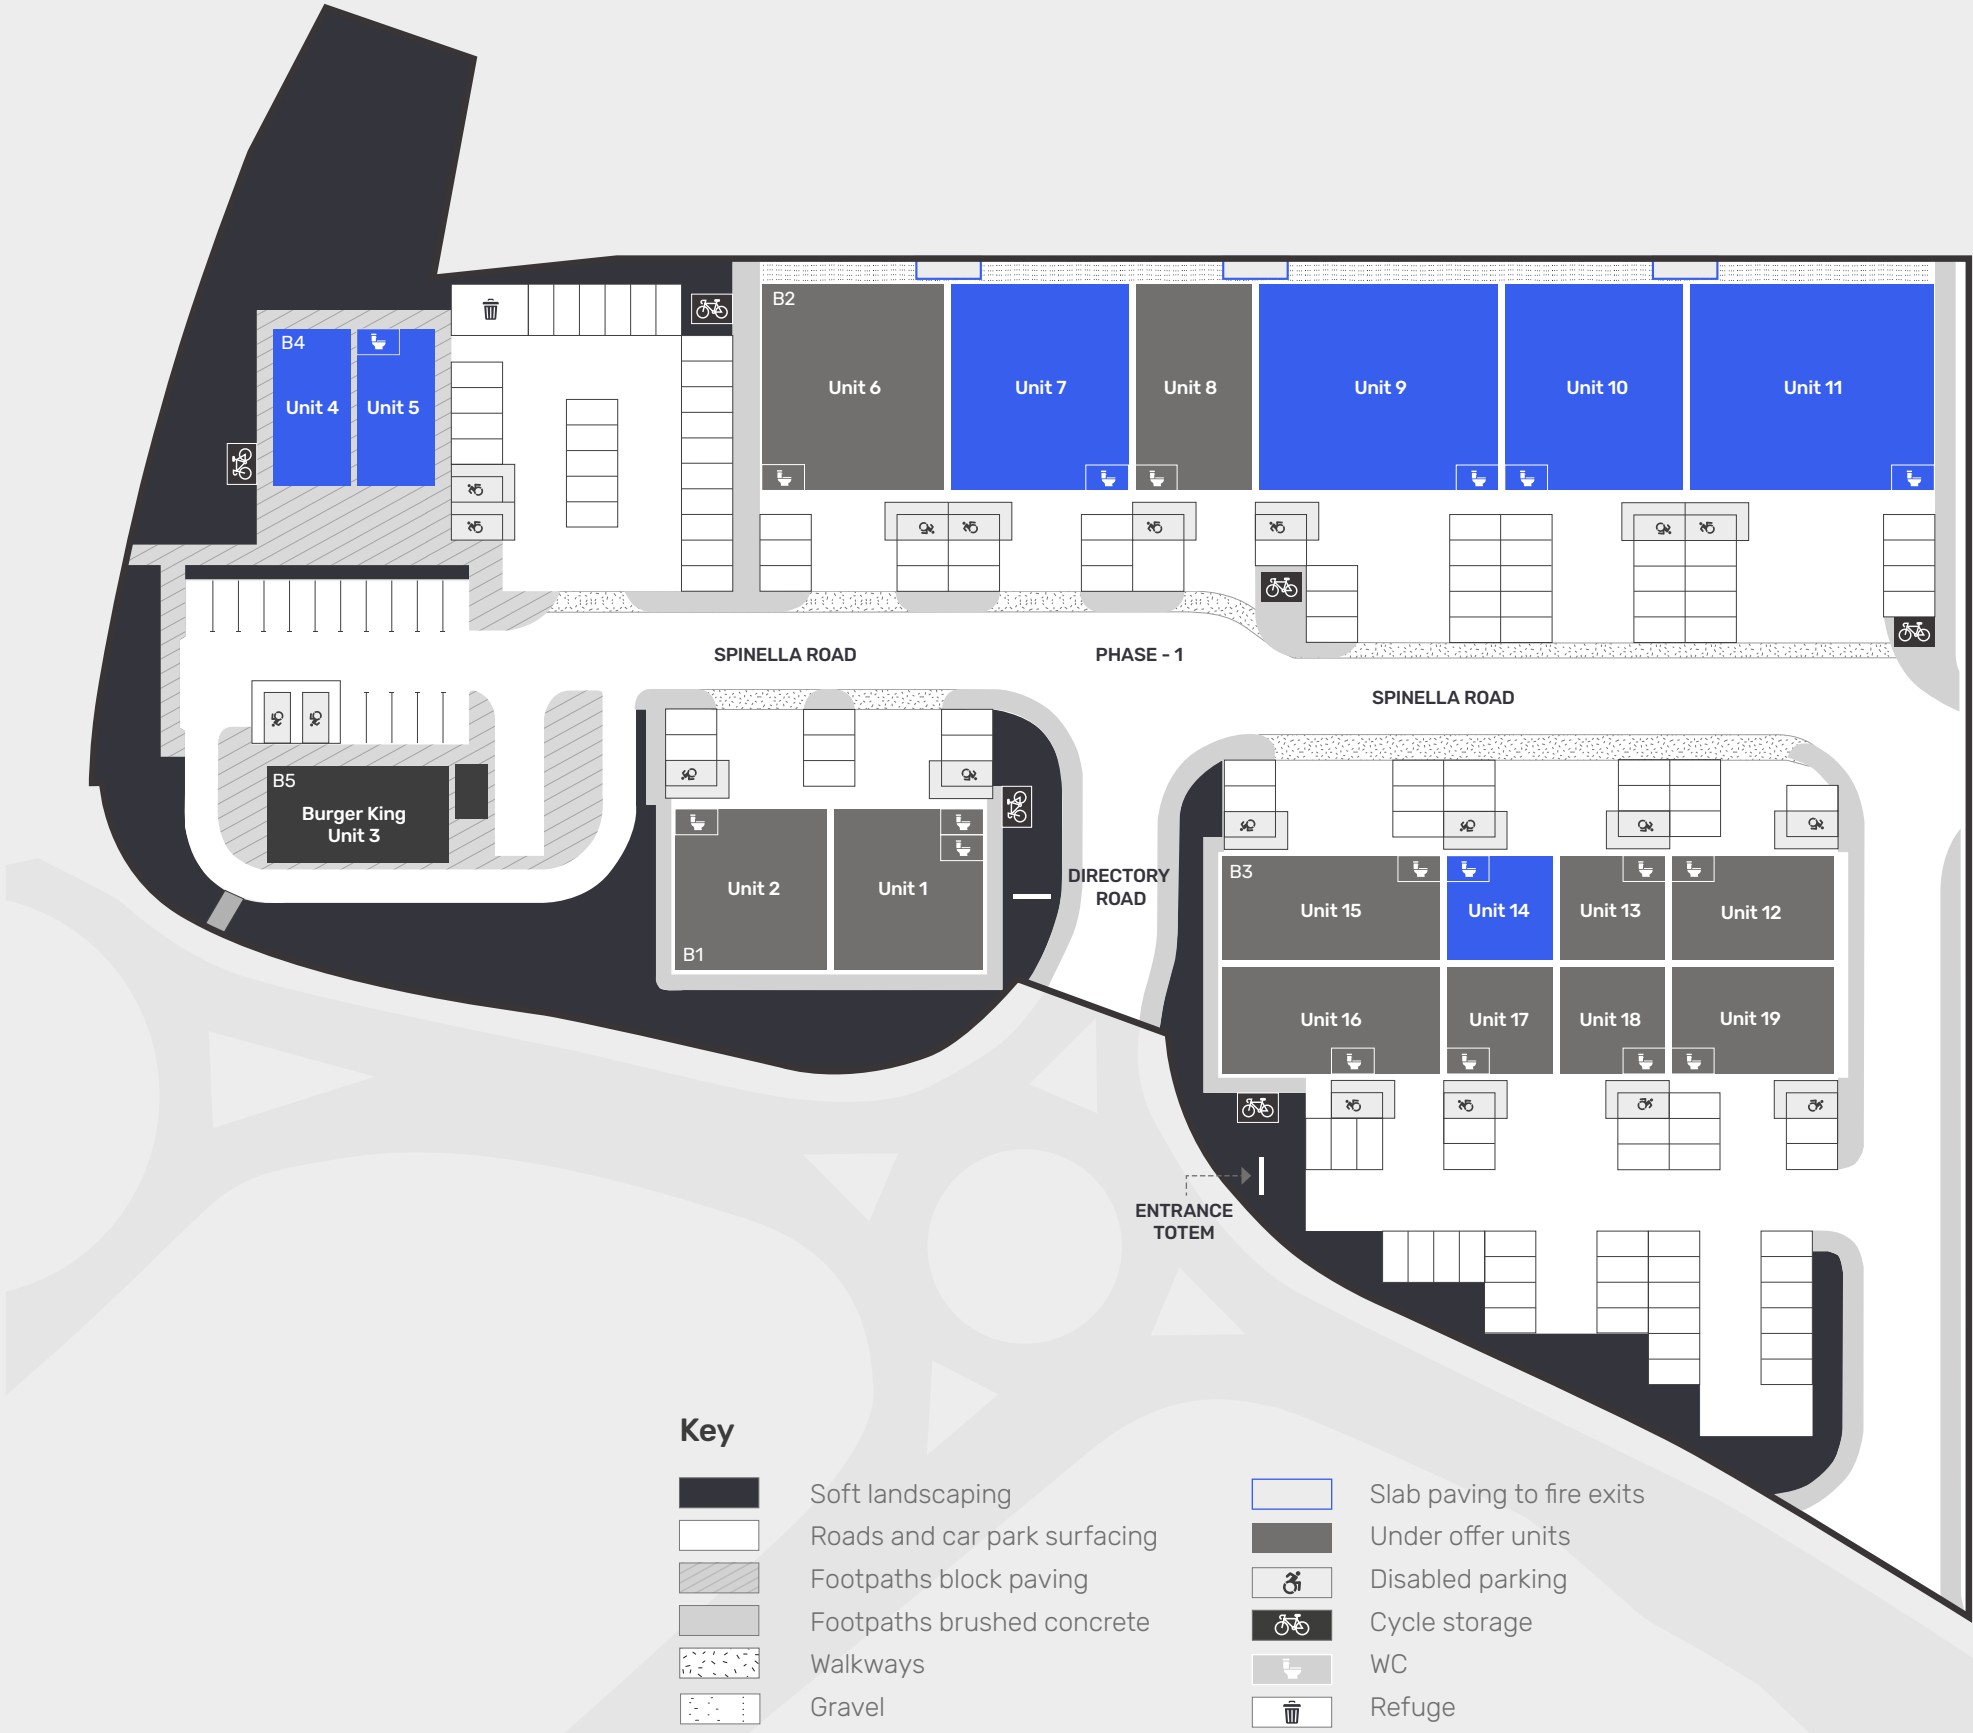 B2
B4
Unit 4
Unit 5
Unit 6
Unit 7
Unit 8
Unit 9
Unit 10
Unit 11
SPINELLA ROAD
PHASE - 1
SPINELLA ROAD
B5
Burger King
Unit 3
Unit 2
Unit 1
B1
DIRECTORY
ROAD
B3
Unit 15
Unit 14
Unit 13
Unit 12
Unit 16
Unit 17
Unit 18
Unit 19
ENTRANCE
TOTEM
Key
Soft landscaping
Roads and car park surfacing
Footpaths block paving
Footpaths brushed concrete
Walkways
Gravel
Slab paving to fire exits
Under offer units
Disabled parking
Cycle storage
WC
Refuge